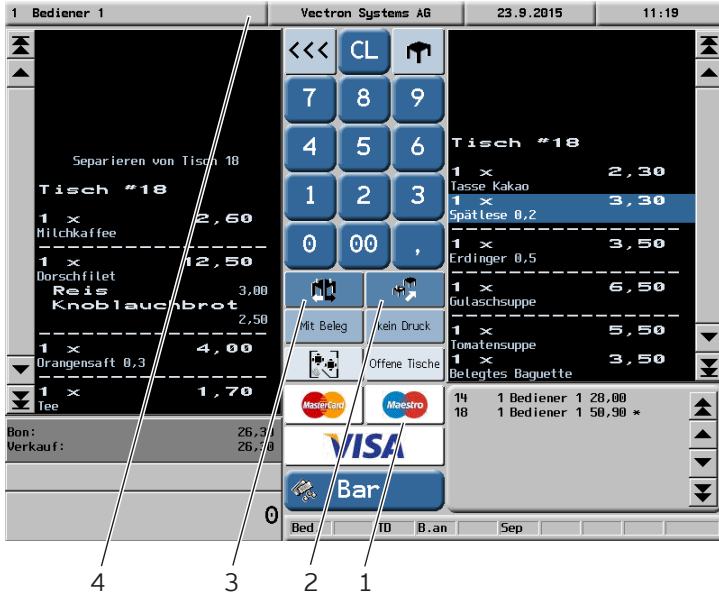 1 Bediener 1
Vectron Systems AG
23.9.2015
11:19
Separieren von Tisch 18
Tisch #18
1 x 2,60
Milchkaffee
1 x 12,50
Dorschfilet
Reis 3,00
Knoblauchbrot
2,50
1 x 4,00
Orangensaft 0,3
1 x 1,70
Tee
Bon: 26,30
Verkauf: 26,30
0
<<< CL
7 8 9
4 5 6
1 2 3
0 00 ,
Mit Beleg
kein Druck
Offene Tische
MasterCard
Maestro
VISA
Bar
Tisch #18
1 x 2,30
Tasse Kakao
1 x 3,30
Spätlese 0,2
1 x 3,50
Erdinger 0,5
1 x 6,50
Gulaschsuppe
1 x 5,50
Tomatensuppe
1 x 3,50
Belegtes Baguette
14 1 Bediener 1 28,00
18 1 Bediener 1 50,90 *
Bed TD B.an Sep
4 3 2 1